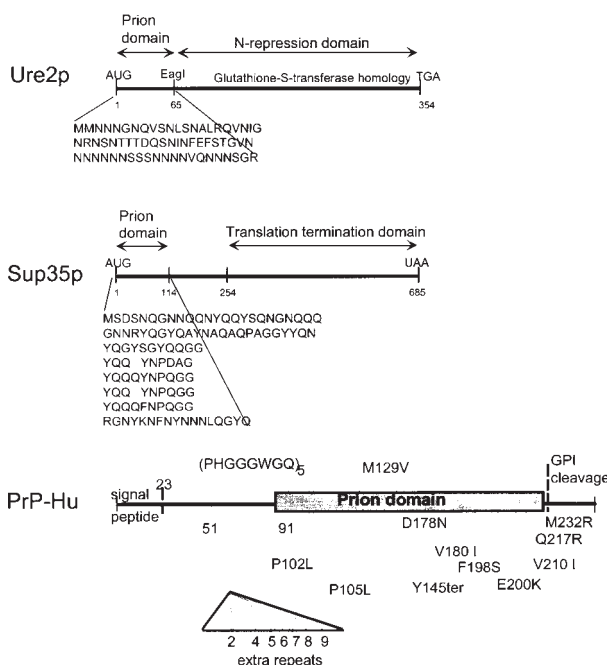 Prion
domain
N-repression domain
Ure2p
AUG EagI Glutathione-S-transferase homology TGA
1 65 354
MMNNNGNQVSNLSNALRQVNIG
NRNSNTTTDQSNINFEFSTGVN
NNNNNNSSSNNNNVQNNNSGR
Prion
domain
Translation termination domain
Sup35p
AUG UAA
1 114 254 685
MSDSNQGNNQQNYQQYSQNGNQQQ
GNNRYQGYQAYNAQAQPAGGYYQN
YQGYSGYQQGG
YQQ YNPDAG
YQQQYNPQGG
YQQ YNPQGG
YQQQFNPQGG
RGNYKNFNYNNNLQGYQ
(PHGGGWGQ)5 M129V
GPI
cleavage
PrP-Hu
signal
peptide
23
Prion domain
51 91 D178N M232R
Q217R
P102L V180 I F198S V210 I
P105L Y145ter E200K
2 4 5 6 7 8 9
extra repeats